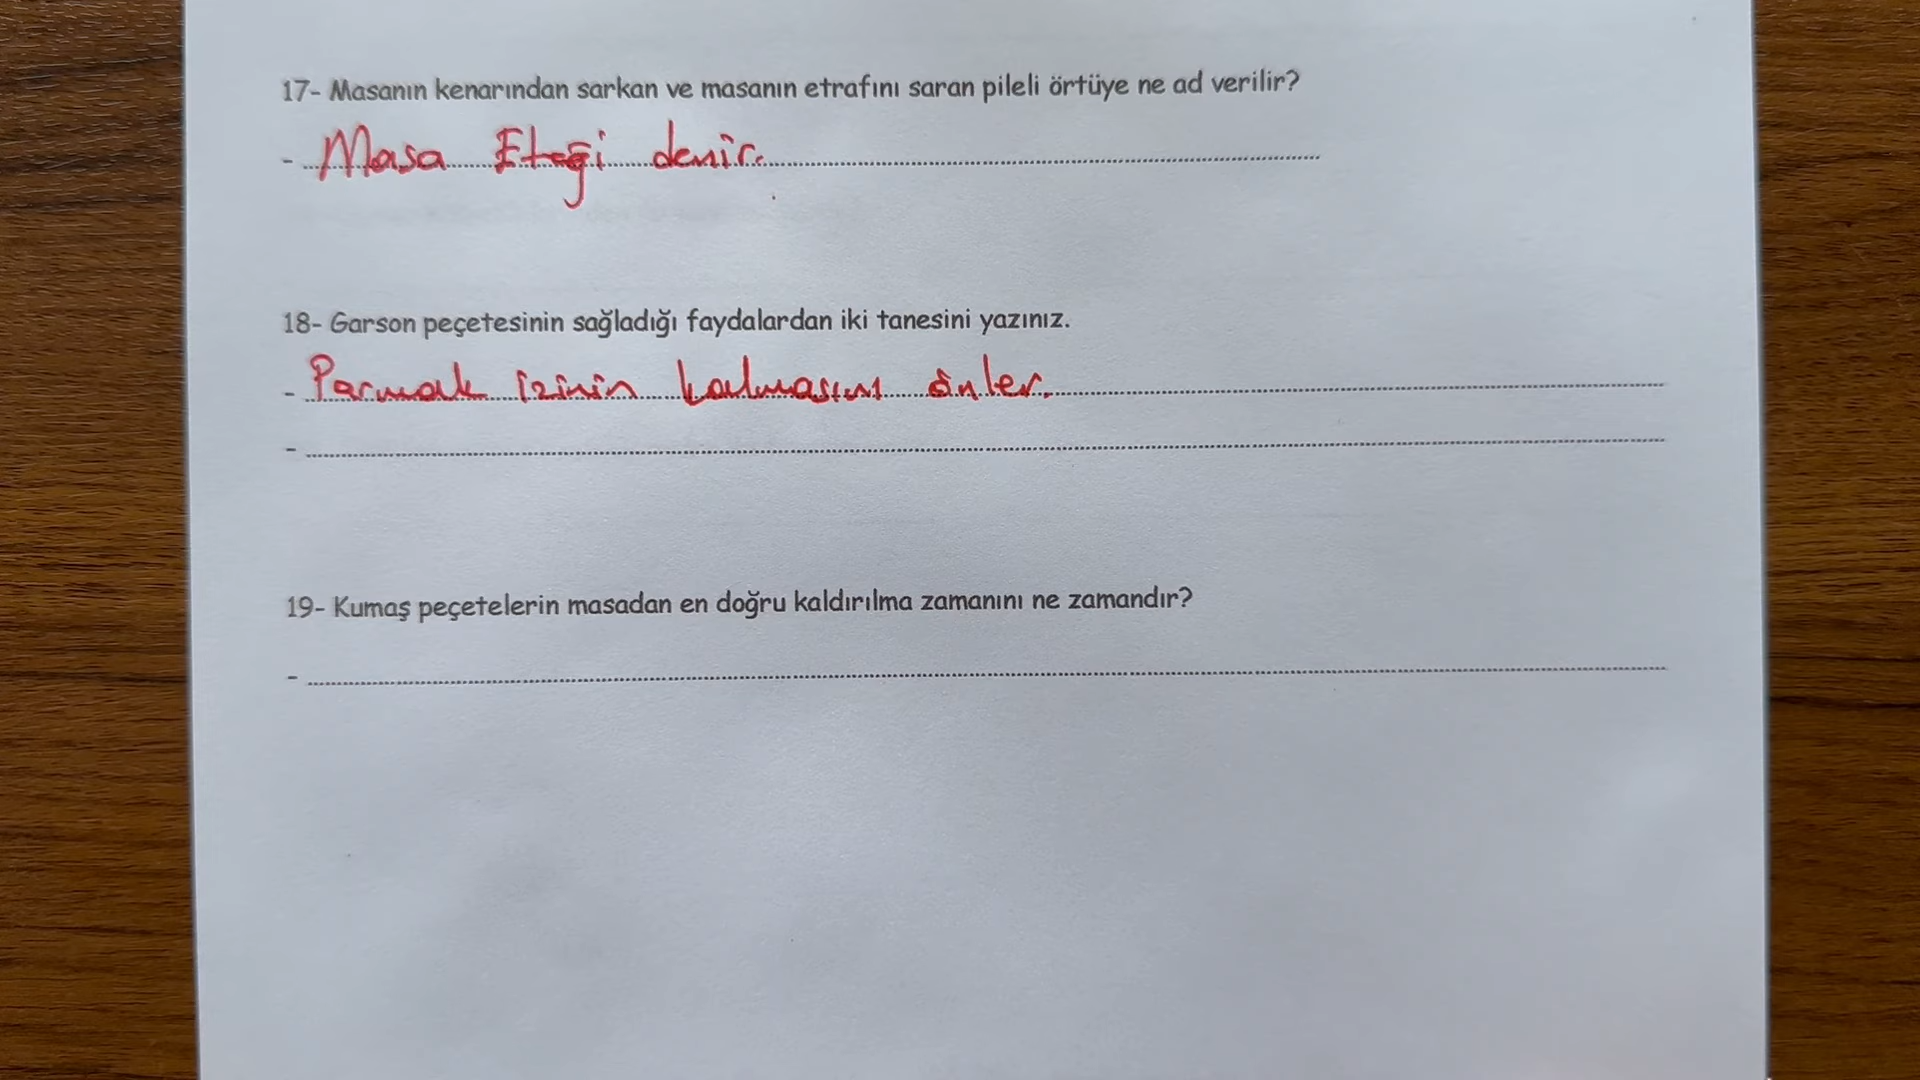 17- Masanın kenarından sarkan ve masanın etrafını saran pileli örtüye ne ad verilir?
- Masa Eteği denir.
18- Garson peçetesinin sağladığı faydalardan iki tanesini yazınız.
- Parmak izinin kalmasını önler.
-
19- Kumaş peçetelerin masadan en doğru kaldırılma zamanını ne zamandır?
-